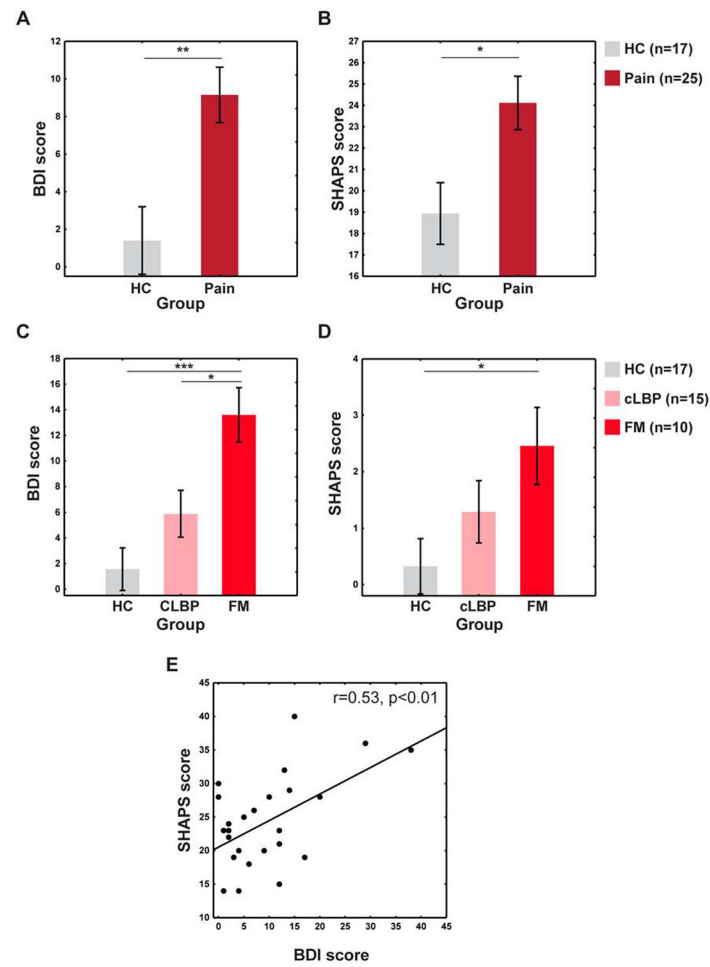 A
BDI score
12
10
8
6
4
2
0
**
HC Pain
Group
B
SHAPS score
27
26
25
24
23
22
21
20
19
18
17
16
*
HC Pain
Group
HC (n=17)
Pain (n=25)
C
BDI score
18
16
14
12
10
8
6
4
2
0
***
*
HC CLBP FM
Group
D
SHAPS score
4
3
2
1
0
*
HC cLBP FM
Group
HC (n=17)
cLBP (n=15)
FM (n=10)
E
SHAPS score
45
40
35
30
25
20
15
10
r=0.53, p<0.01
0 5 10 15 20 25 30 35 40 45
BDI score